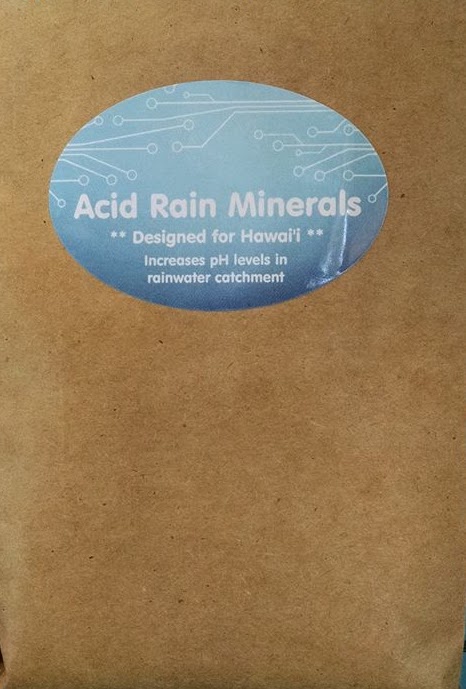 Acid Rain Minerals
** Designed for Hawai'i **
Increases pH levels in
rainwater catchment